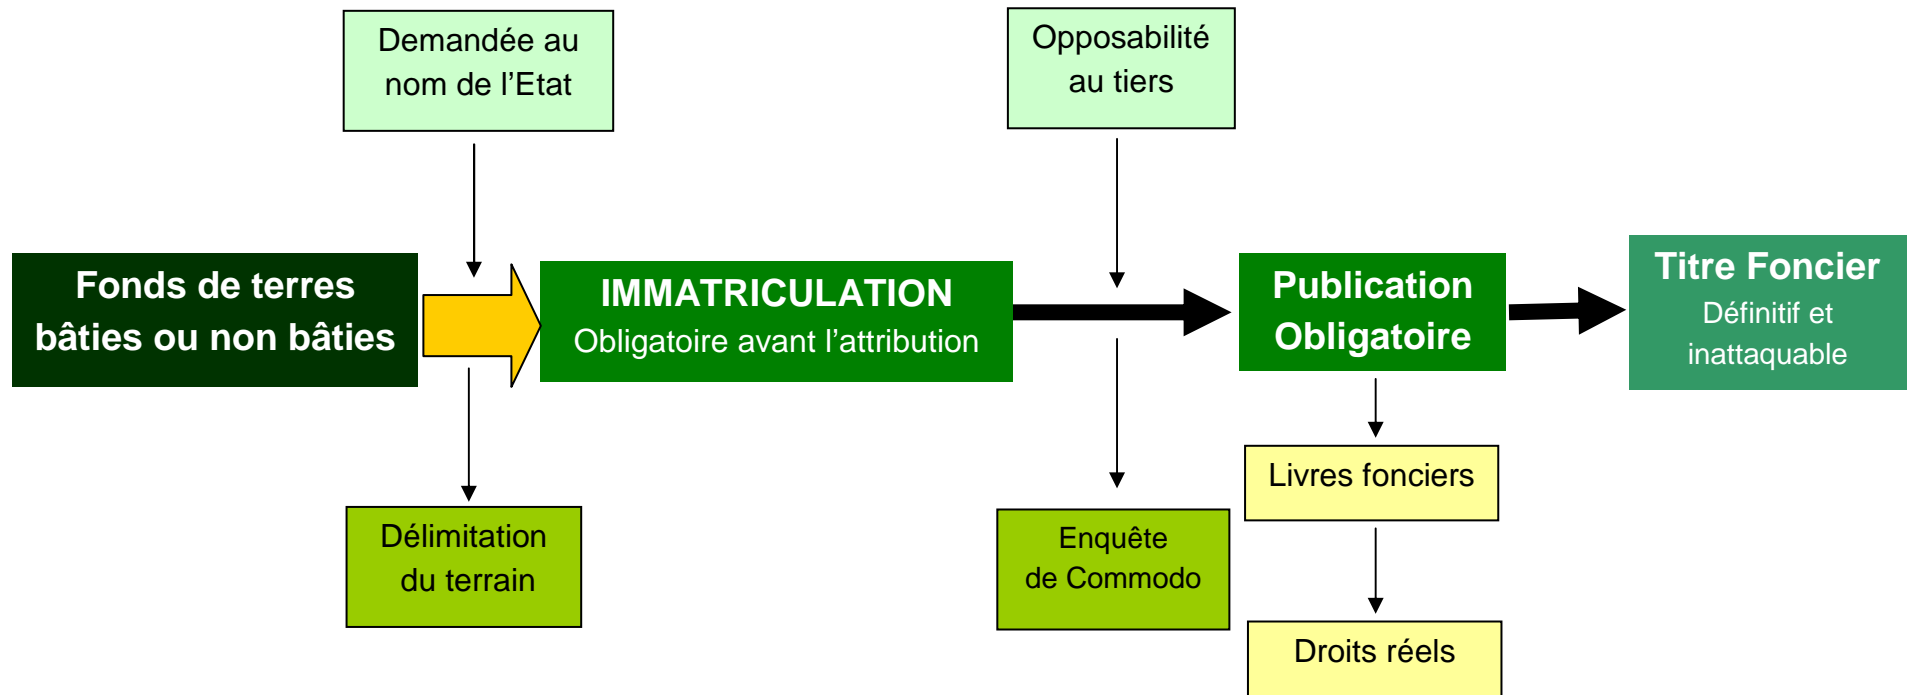 Demandée au
nom de l’Etat
Opposabilité
au tiers
Fonds de terres
bâties ou non bâties
IMMATRICULATION
Obligatoire avant l’attribution
Publication
Obligatoire
Titre Foncier
Définitif et
inattaquable
Délimitation
du terrain
Enquête
de Commodo
Livres fonciers
Droits réels